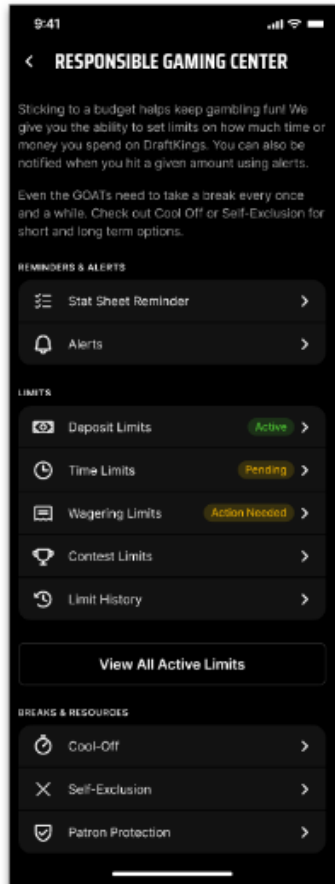 9:41
RESPONSIBLE GAMING CENTER
Sticking to a budget helps keep gambling fun! We
give you the ability to set limits on how much time or
money you spend on DraftKings. You can also be
notified when you hit a given amount using alerts.
Even the GOATs need to take a break every once
and a while. Check out Cool Off or Self-Exclusion for
short and long term options.
REMINDERS & ALERTS
Stat Sheet Reminder
Alerts
LIMITS
Deposit Limits Active
Time Limits Pending
Wagering Limits Action Needed
Contest Limits
Limit History
View All Active Limits
BREAKS & RESOURCES
Cool-Off
Self-Exclusion
Patron Protection